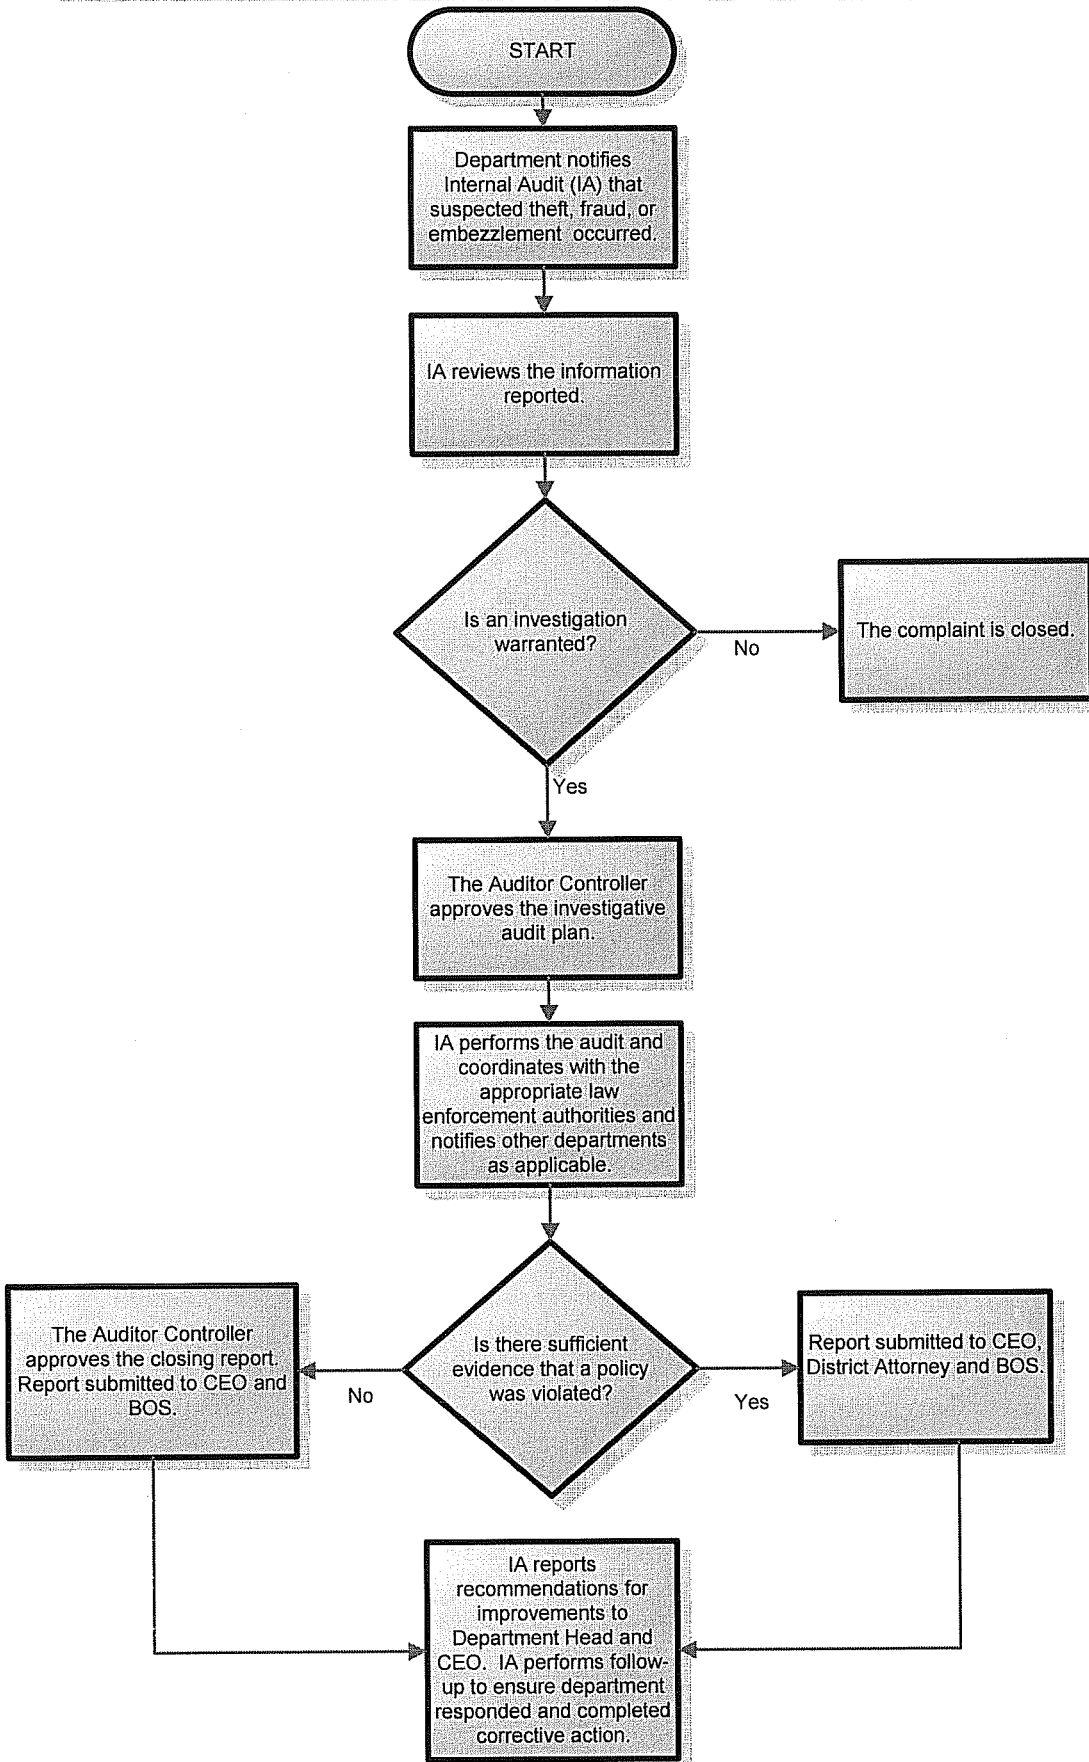 START
Department notifies
Internal Audit (IA) that
suspected theft, fraud, or
embezzlement occurred.
IA reviews the information
reported.
Is an investigation
warranted?
No
The complaint is closed.
Yes
The Auditor Controller
approves the investigative
audit plan.
IA performs the audit and
coordinates with the
appropriate law
enforcement authorities and
notifies other departments
as applicable.
The Auditor Controller
approves the closing report.
Report submitted to CEO and
BOS.
No
Is there sufficient
evidence that a policy
was violated?
Yes
Report submitted to CEO,
District Attorney and BOS.
IA reports
recommendations for
improvements to
Department Head and
CEO. IA performs follow-
up to ensure department
responded and completed
corrective action.